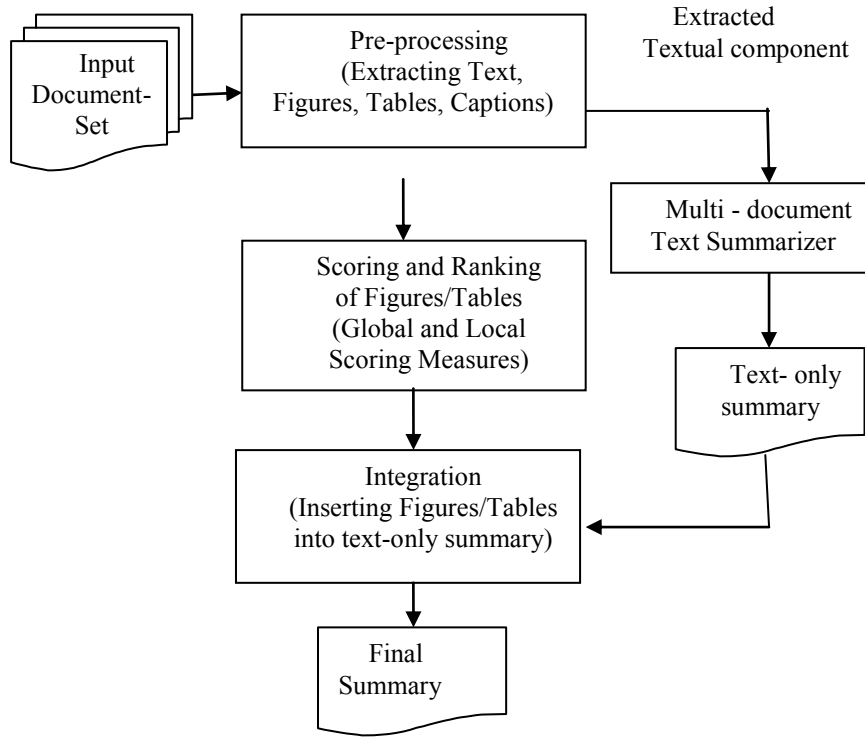 Input
Document-
Set
Pre-processing
(Extracting Text,
Figures, Tables, Captions)
Extracted
Textual component
Multi - document
Text Summarizer
Scoring and Ranking
of Figures/Tables
(Global and Local
Scoring Measures)
Text- only
summary
Integration
(Inserting Figures/Tables
into text-only summary)
Final
Summary